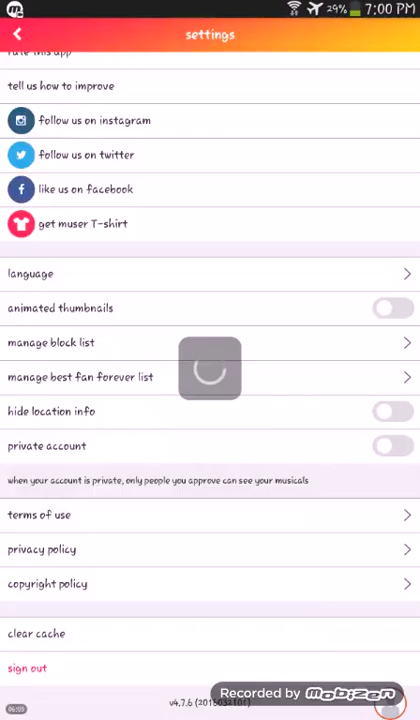 29% 7:00 PM
settings
rate this app
tell us how to improve
follow us on instagram
follow us on twitter
like us on facebook
get muser T-shirt
language
animated thumbnails
manage block list
manage best fan forever list
hide location info
private account
when your account is private, only people you approve can see your musicals
terms of use
privacy policy
copyright policy
clear cache
sign out
Recorded by mobizen
v4.7.6